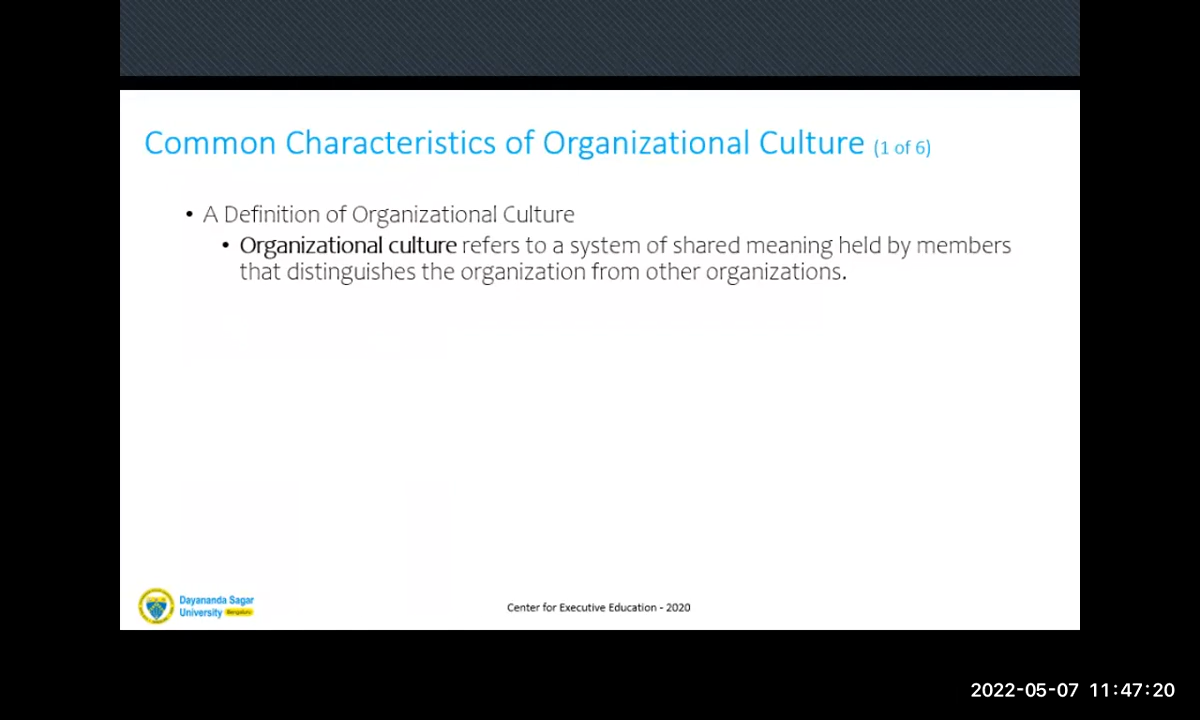 Common Characteristics of Organizational Culture (1 of 6)
• A Definition of Organizational Culture
• Organizational culture refers to a system of shared meaning held by members
that distinguishes the organization from other organizations.
Dayananda Sagar
University Bengaluru
Center for Executive Education - 2020
2022-05-07 11:47:20